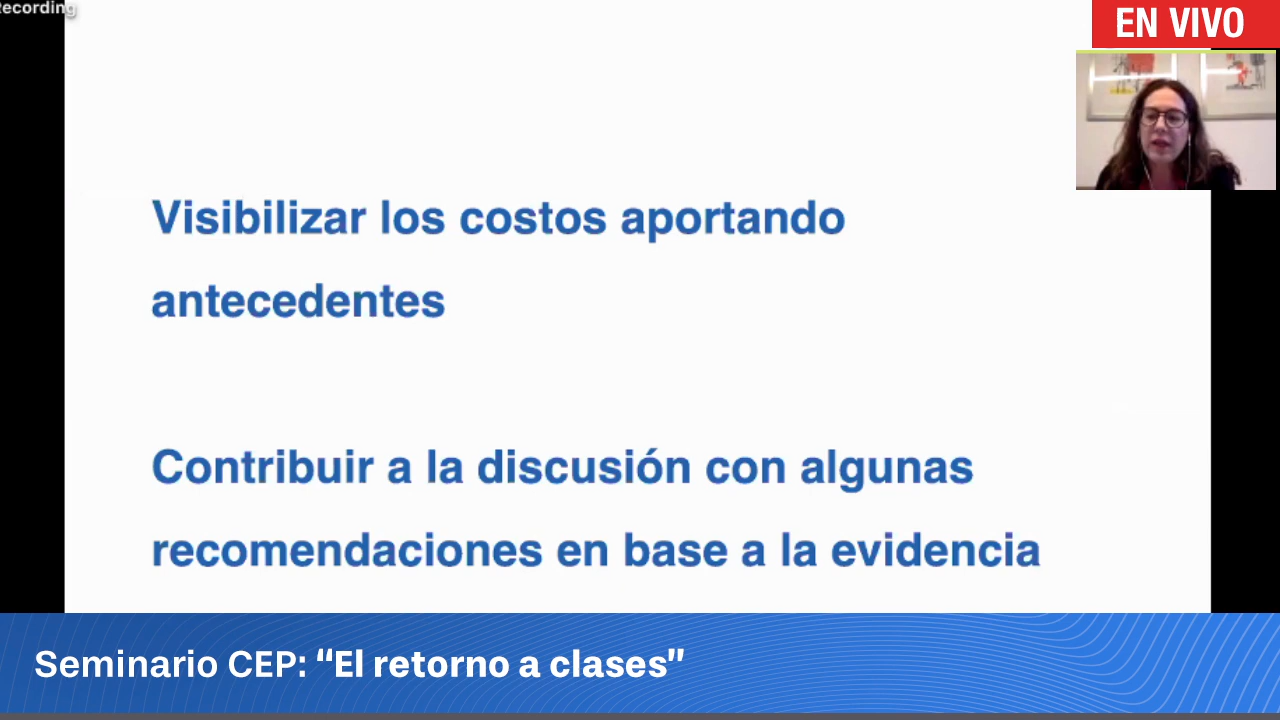 Recording
EN VIVO
Visibilizar los costos aportando
antecedentes
Contribuir a la discusión con algunas
recomendaciones en base a la evidencia
Seminario CEP: “El retorno a clases”